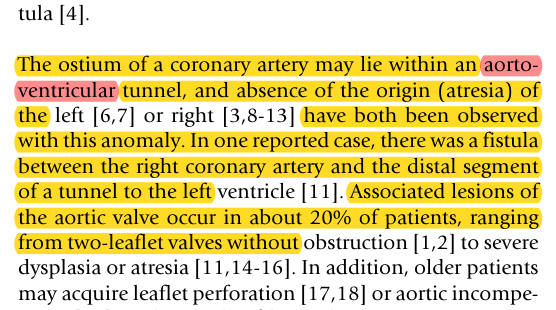 tula [4].
The ostium of a coronary artery may lie within an aorto-
ventricular tunnel, and absence of the origin (atresia) of
the left [6,7] or right [3,8-13] have both been observed
with this anomaly. In one reported case, there was a fistula
between the right coronary artery and the distal segment
of a tunnel to the left ventricle [11]. Associated lesions of
the aortic valve occur in about 20% of patients, ranging
from two-leaflet valves without obstruction [1,2] to severe
dysplasia or atresia [11,14-16]. In addition, older patients
may acquire leaflet perforation [17,18] or aortic incompe-